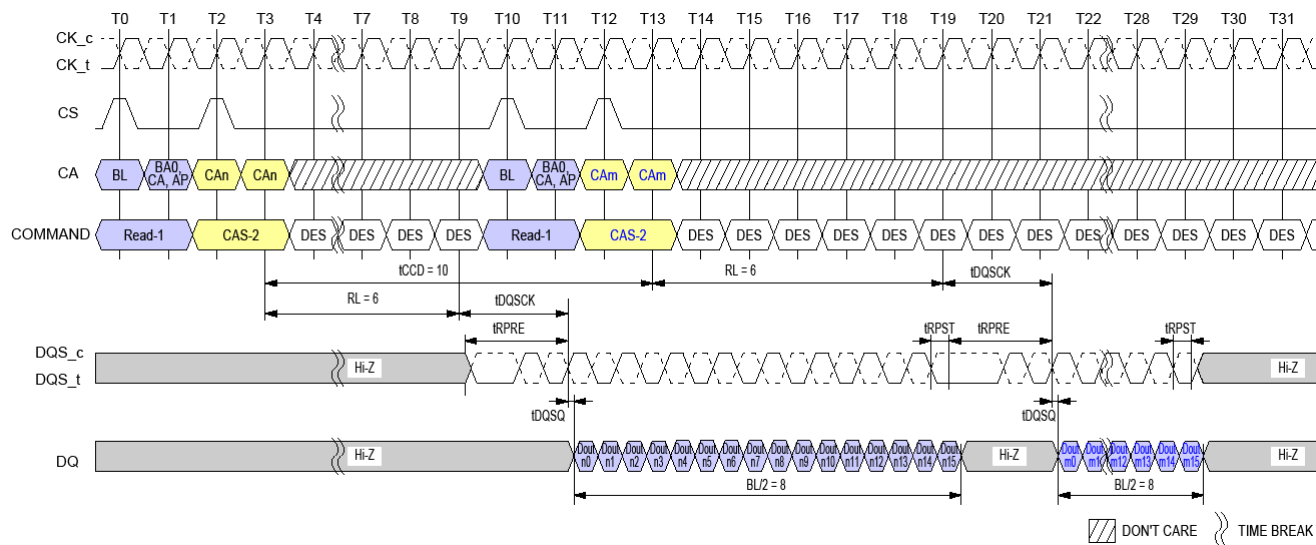 T0 T1 T2 T3 T4 T7 T8 T9 T10 T11 T12 T13 T14 T15 T16 T17 T18 T19 T20 T21 T22 T28 T29 T30 T31
CK_c
CK_t
CS
CA
BL
BA0, CA, AP
CAn
CAn
BL
BA0, CA, AP
CAm
CAm
COMMAND
Read-1
CAS-2
DES DES DES DES
Read-1
CAS-2
DES DES DES DES DES DES DES DES DES DES DES DES DES
tCCD = 10
RL = 6
tDQSCK
RL = 6
tDQSCK
tRPRE
tRPST
tRPRE
tRPST
DQS_c
DQS_t
Hi-Z
Hi-Z
tDQSQ
tDQSQ
DQ
Hi-Z
Dout n0
Dout n1
Dout n2
Dout n3
Dout n4
Dout n5
Dout n6
Dout n7
Dout n8
Dout n9
Dout n10
Dout n11
Dout n12
Dout n13
Dout n14
Dout n15
Hi-Z
Dout m0
Dout m1
Dout m12
Dout m13
Dout m14
Dout m15
Hi-Z
BL/2 = 8
BL/2 = 8
DON'T CARE
TIME BREAK